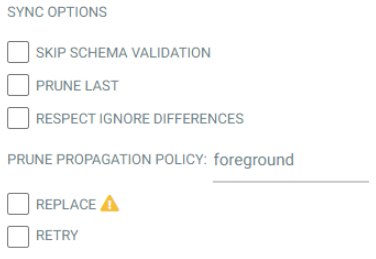 SYNC OPTIONS
SKIP SCHEMA VALIDATION
PRUNE LAST
RESPECT IGNORE DIFFERENCES
PRUNE PROPAGATION POLICY: foreground
REPLACE
RETRY